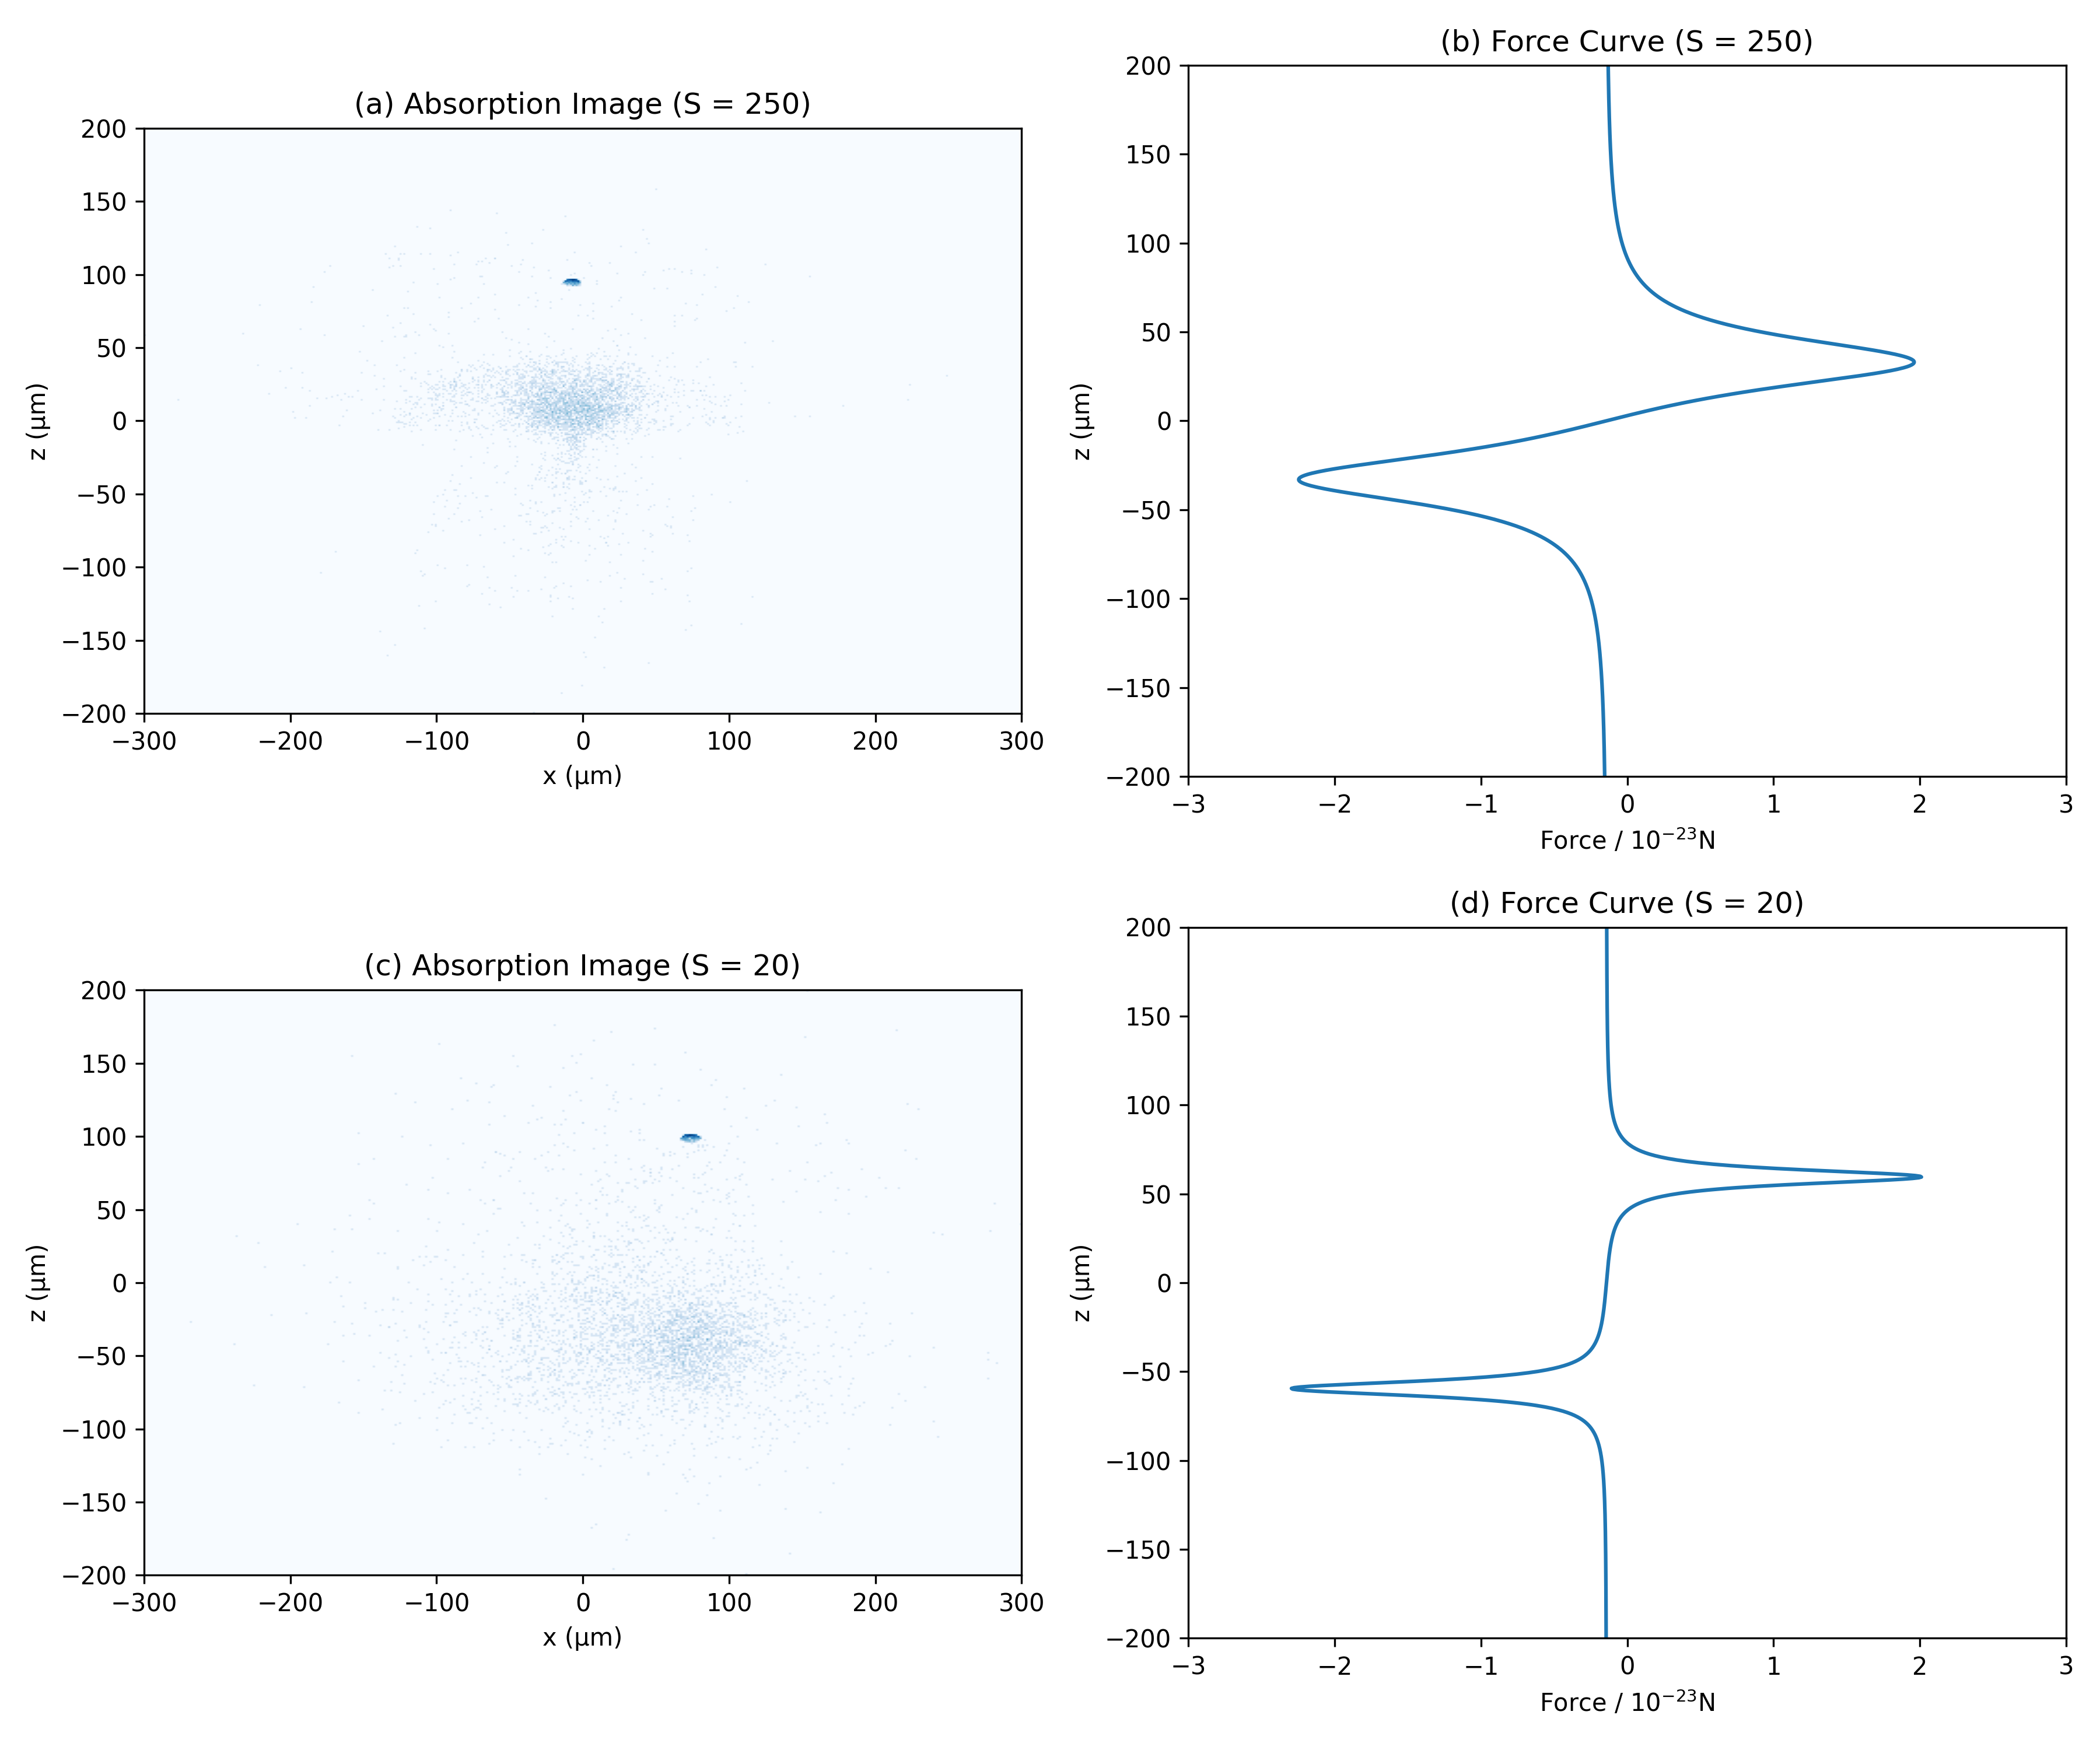 (a) Absorption Image (S = 250)
200
150
100
50
0
−50
−100
−150
−200
z (µm)
−300 −200 −100 0 100 200 300
x (µm)
(b) Force Curve (S = 250)
200
150
100
50
0
−50
−100
−150
−200
z (µm)
−3 −2 −1 0 1 2 3
Force / 10⁻²³N
(c) Absorption Image (S = 20)
200
150
100
50
0
−50
−100
−150
−200
z (µm)
−300 −200 −100 0 100 200 300
x (µm)
(d) Force Curve (S = 20)
200
150
100
50
0
−50
−100
−150
−200
z (µm)
−3 −2 −1 0 1 2 3
Force / 10⁻²³N